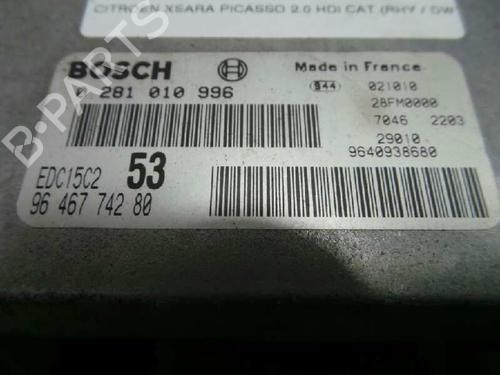 CITROEN XSARA PICASSO 2.0 HDI CAT (RHY / DW
BOSCH
Made in France
0 281 010 996
944 021010
28FM0000
7046 2203
29010
9640938680
EDC15C2 53
96 467 742 80
B-PARTS